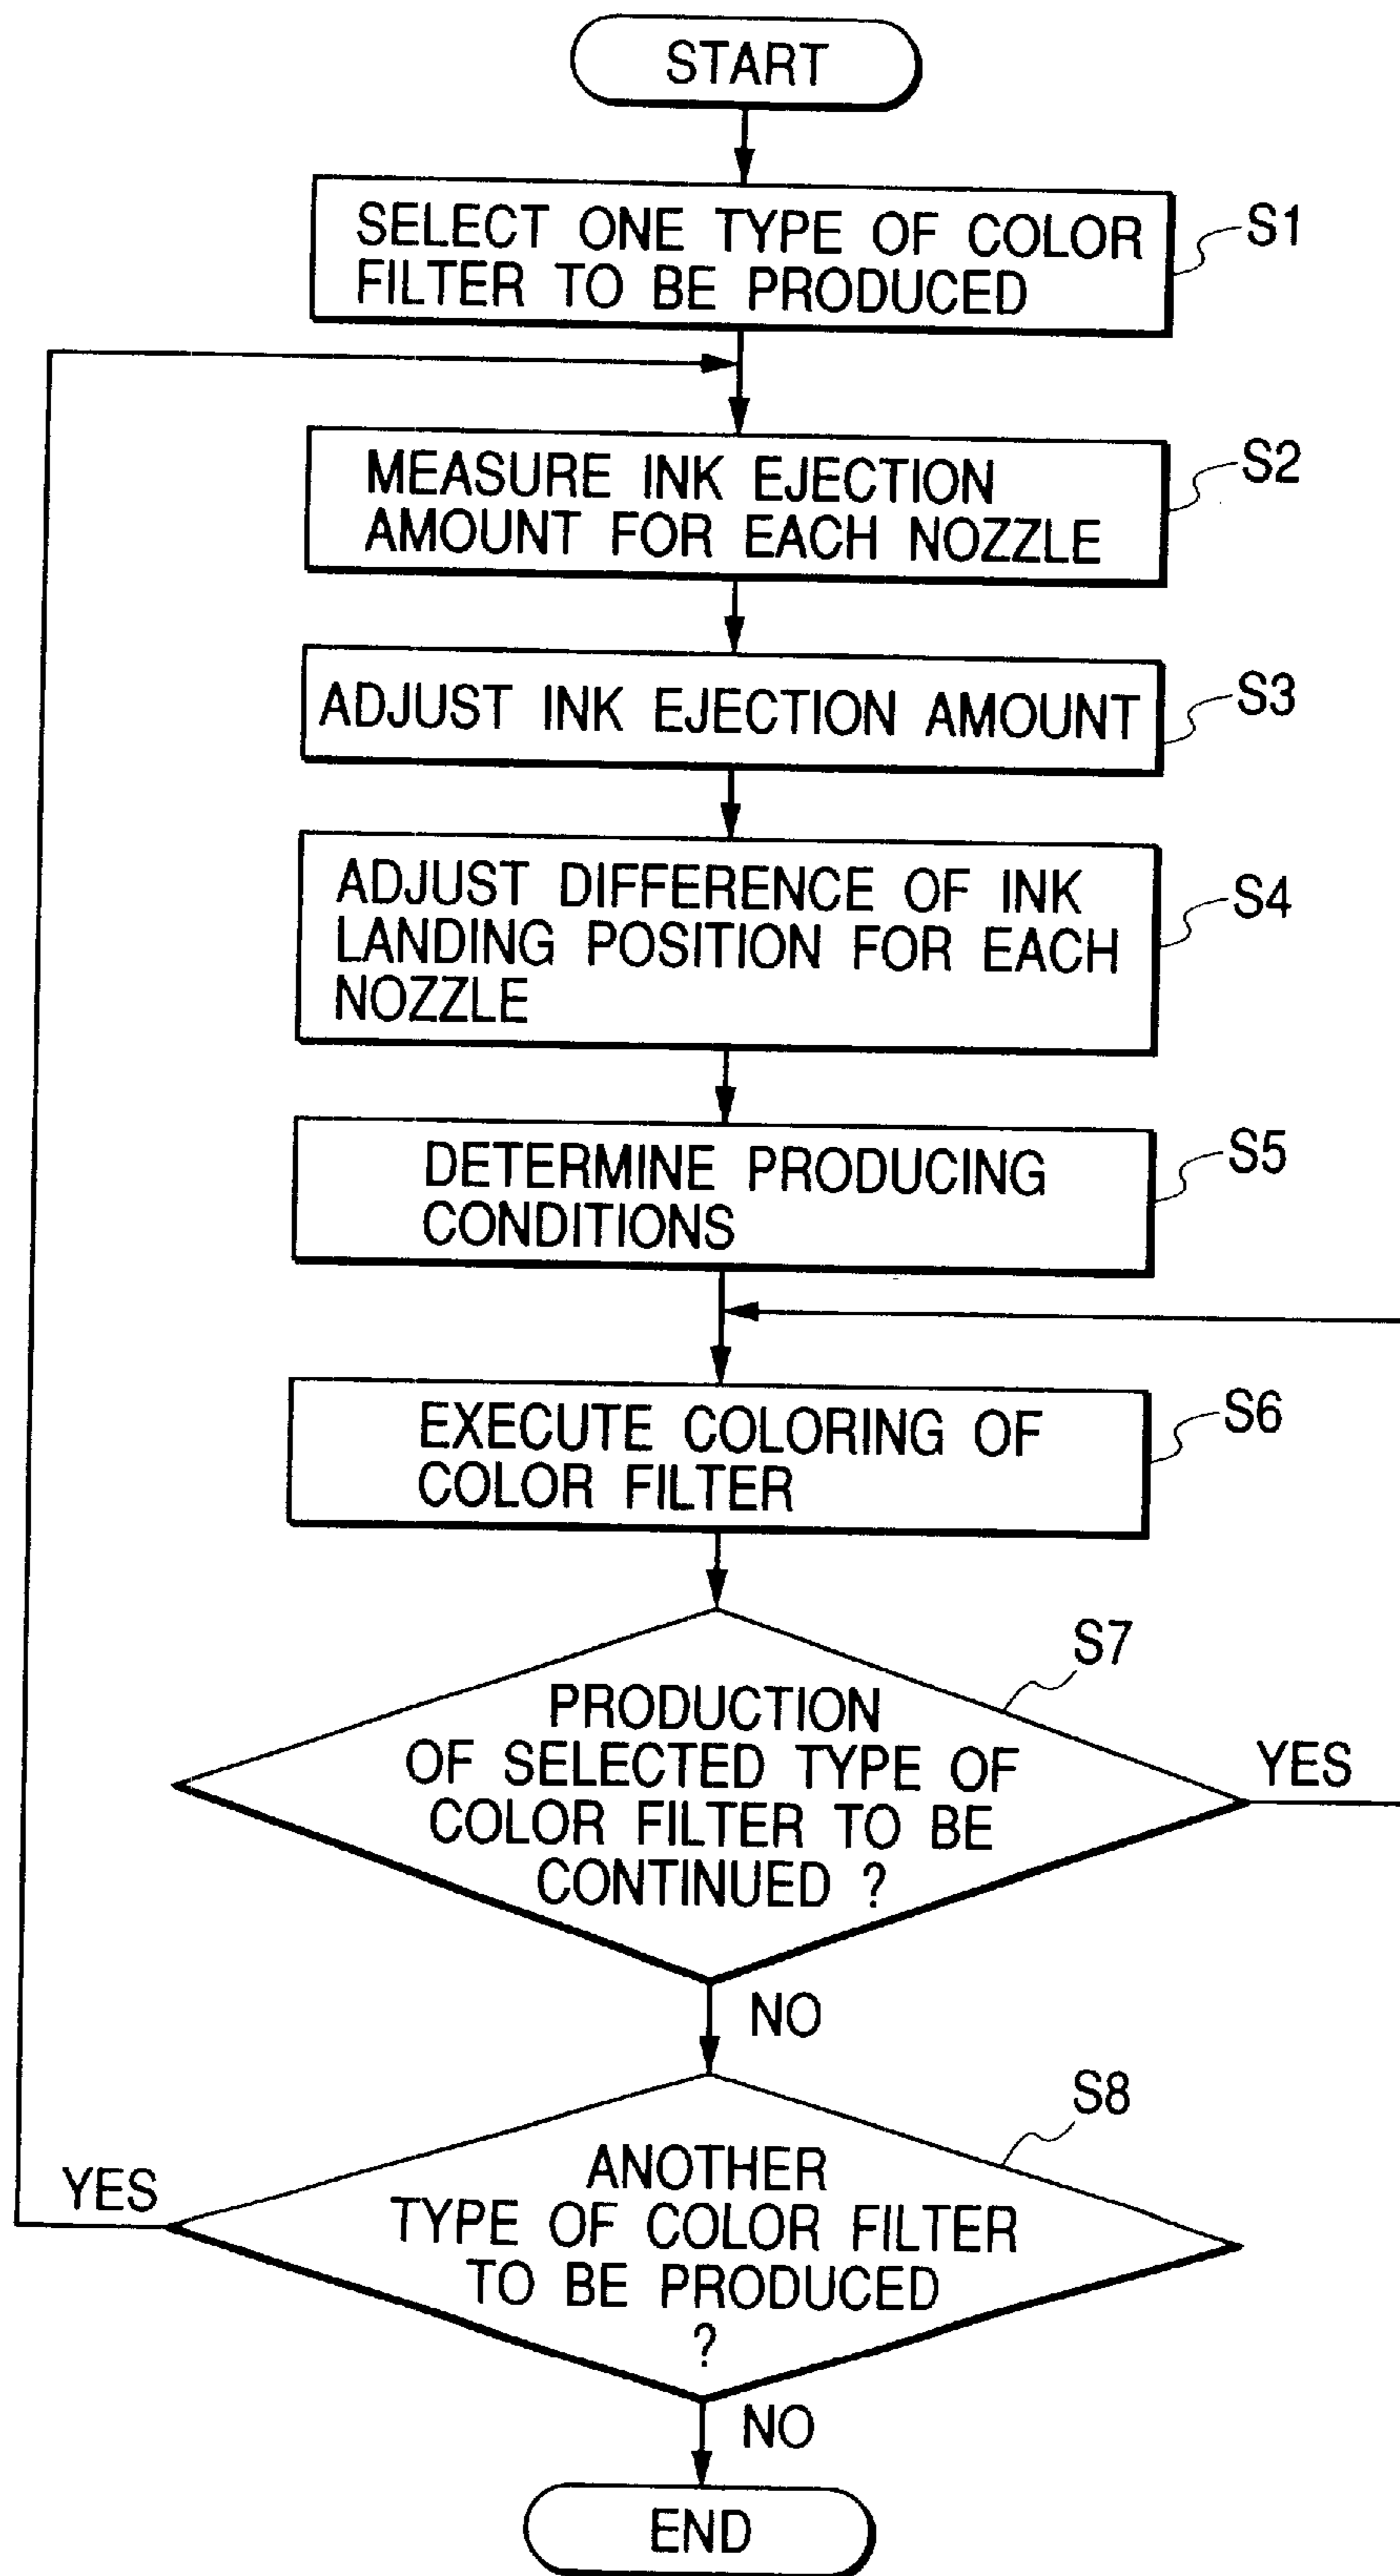 START
SELECT ONE TYPE OF COLOR
FILTER TO BE PRODUCED
S1
MEASURE INK EJECTION
AMOUNT FOR EACH NOZZLE
S2
ADJUST INK EJECTION AMOUNT
S3
ADJUST DIFFERENCE OF INK
LANDING POSITION FOR EACH
NOZZLE
S4
DETERMINE PRODUCING
CONDITIONS
S5
EXECUTE COLORING OF
COLOR FILTER
S6
S7
PRODUCTION
OF SELECTED TYPE OF
COLOR FILTER TO BE
CONTINUED ?
YES
NO
S8
ANOTHER
TYPE OF COLOR FILTER
TO BE PRODUCED
?
YES
NO
END